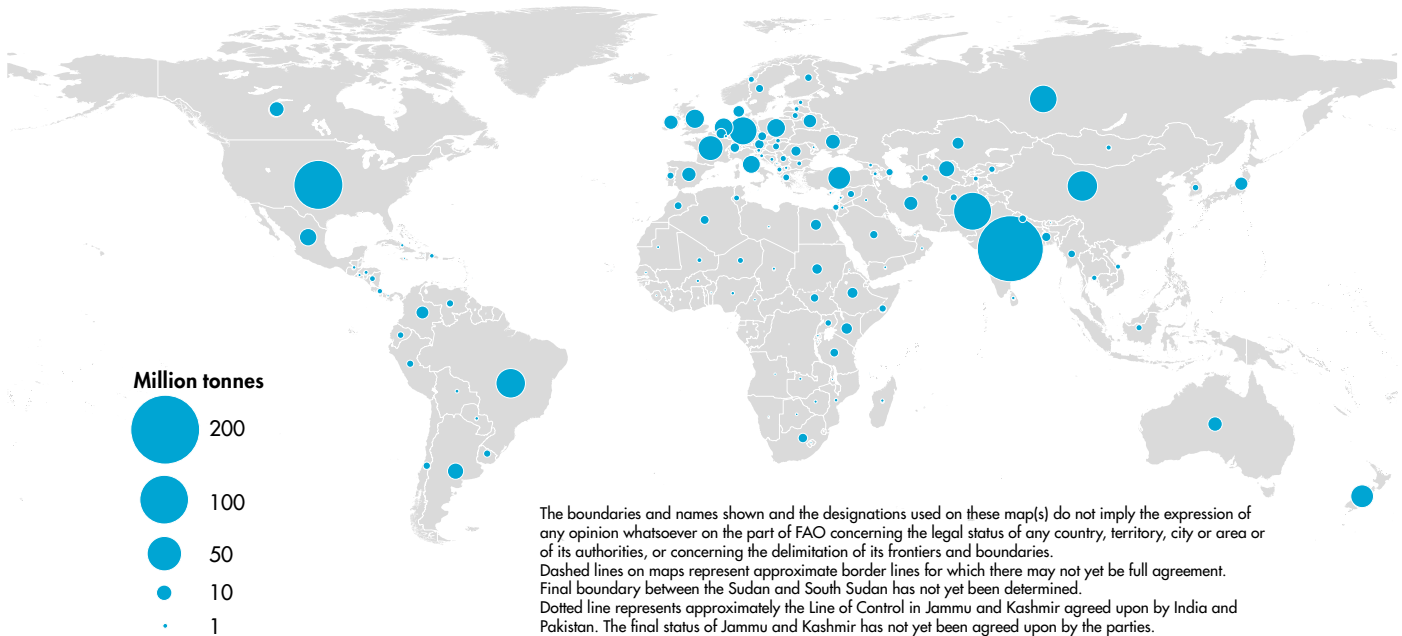 Million tonnes
200
100
50
10
1
The boundaries and names shown and the designations used on these map(s) do not imply the expression of
any opinion whatsoever on the part of FAO concerning the legal status of any country, territory, city or area or
of its authorities, or concerning the delimitation of its frontiers and boundaries.
Dashed lines on maps represent approximate border lines for which there may not yet be full agreement.
Final boundary between the Sudan and South Sudan has not yet been determined.
Dotted line represents approximately the Line of Control in Jammu and Kashmir agreed upon by India and
Pakistan. The final status of Jammu and Kashmir has not yet been agreed upon by the parties.